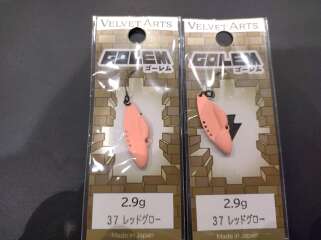 VELVET ARTS
GOLEM
ゴーレム
2.9g
37 レッドグロー
Made in Japan
VELVET ARTS
GOLEM
ゴーレム
2.9g
37 レッドグロー
Made in Japan